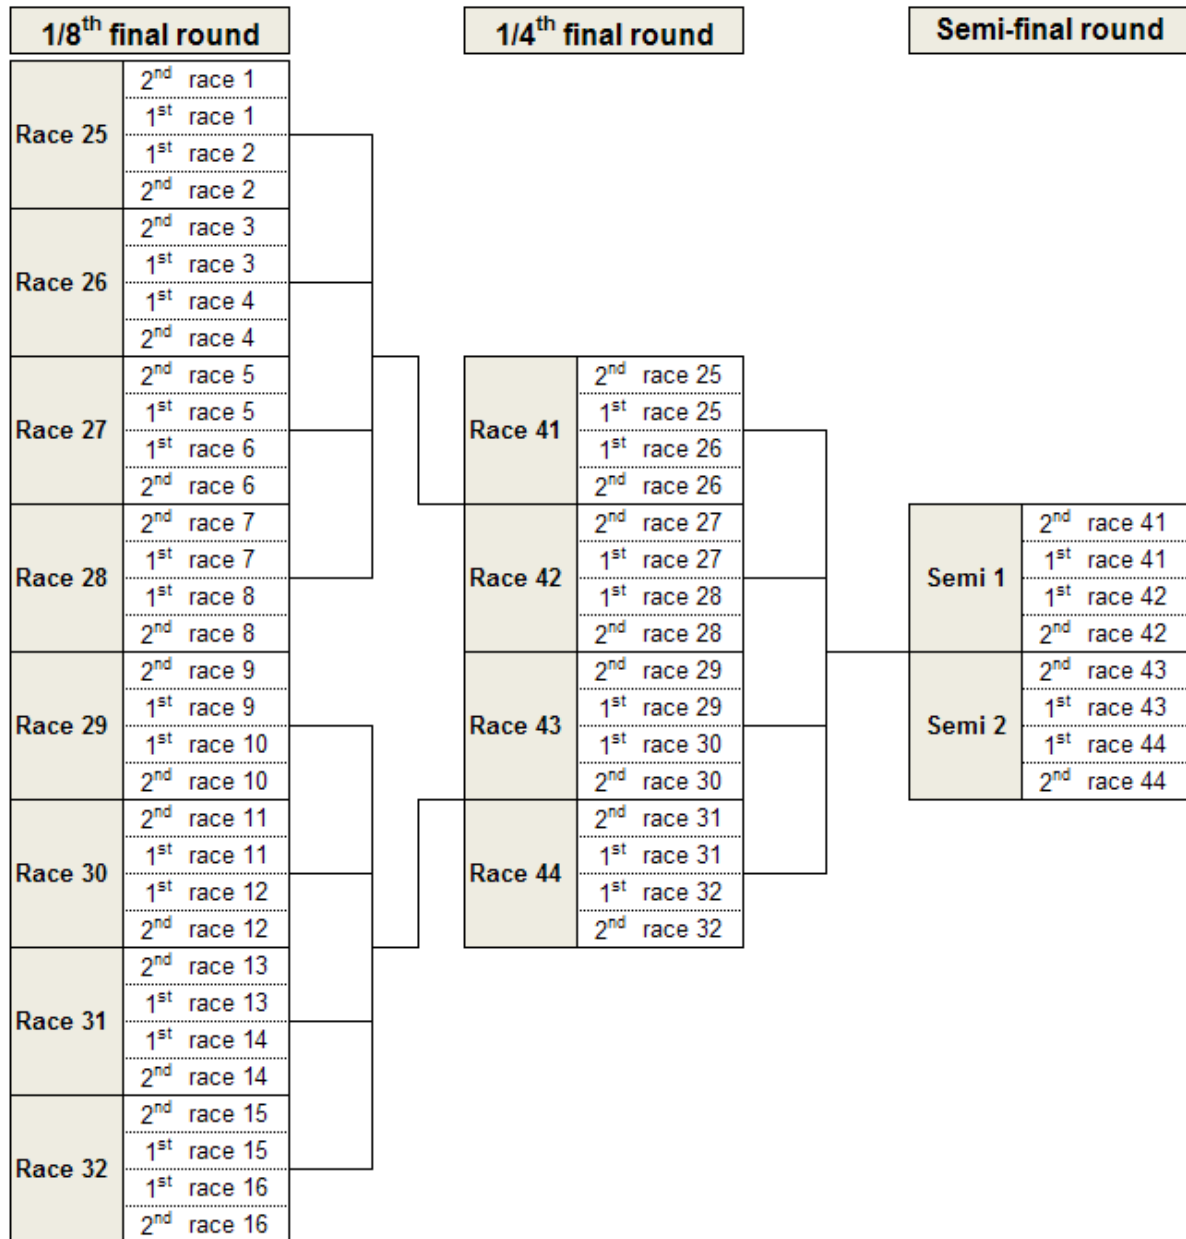 1/8th final round
Race 25
2nd race 1
1st race 1
1st race 2
2nd race 2
Race 26
2nd race 3
1st race 3
1st race 4
2nd race 4
Race 27
2nd race 5
1st race 5
1st race 6
2nd race 6
Race 28
2nd race 7
1st race 7
1st race 8
2nd race 8
Race 29
2nd race 9
1st race 9
1st race 10
2nd race 10
Race 30
2nd race 11
1st race 11
1st race 12
2nd race 12
Race 31
2nd race 13
1st race 13
1st race 14
2nd race 14
Race 32
2nd race 15
1st race 15
1st race 16
2nd race 16
1/4th final round
Race 41
2nd race 25
1st race 25
1st race 26
2nd race 26
Race 42
2nd race 27
1st race 27
1st race 28
2nd race 28
Race 43
2nd race 29
1st race 29
1st race 30
2nd race 30
Race 44
2nd race 31
1st race 31
1st race 32
2nd race 32
Semi-final round
Semi 1
2nd race 41
1st race 41
1st race 42
2nd race 42
Semi 2
2nd race 43
1st race 43
1st race 44
2nd race 44